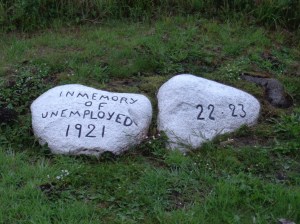 IN MEMORY
OF
UNEMPLOYED
1921
22 : 23